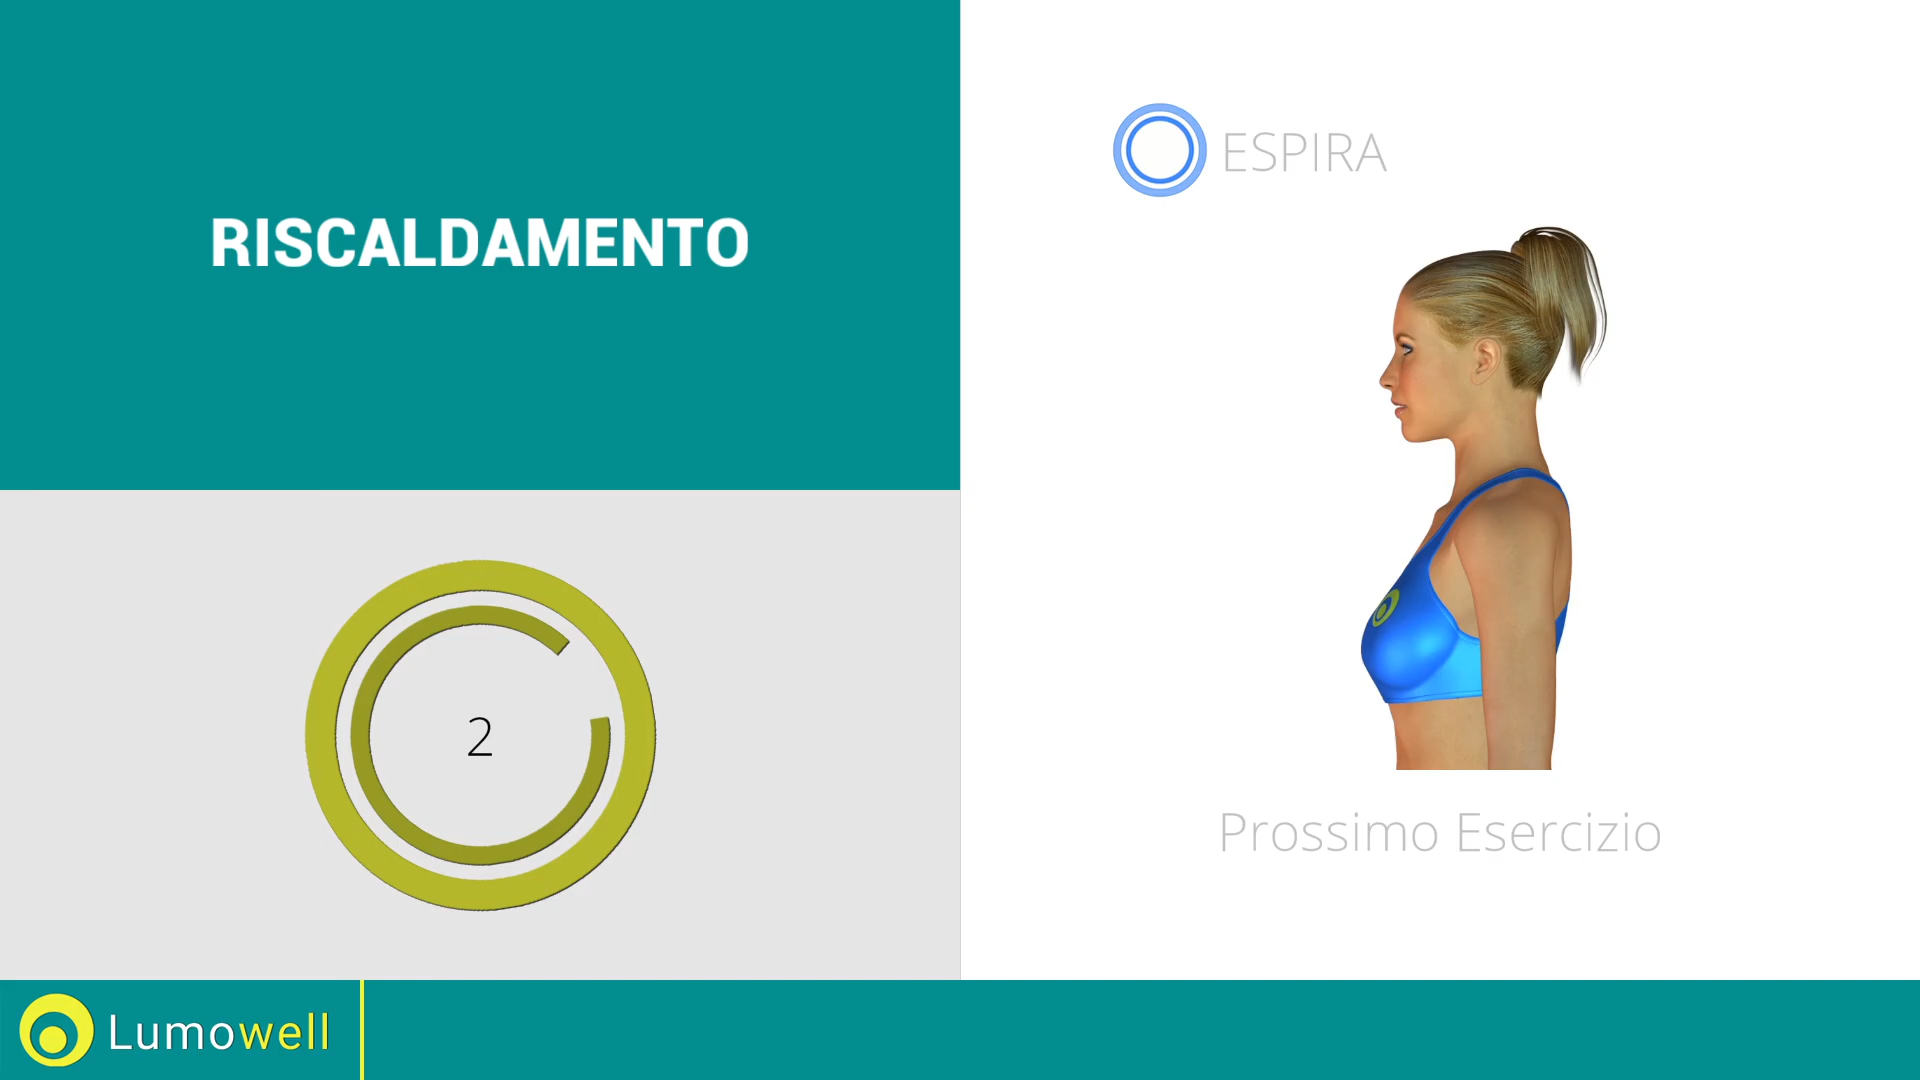 RISCALDAMENTO
ESPIRA
2
Prossimo Esercizio
Lumowell